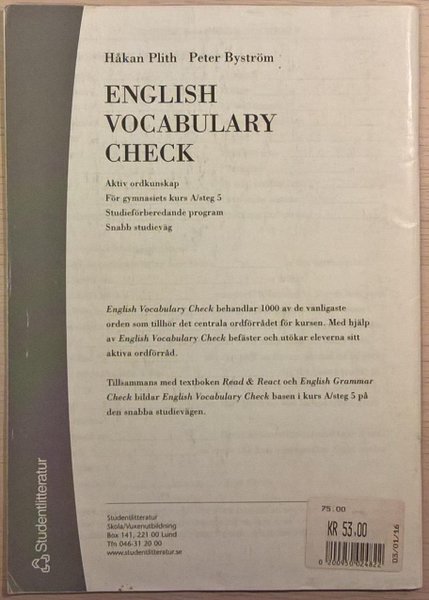 Håkan Plith Peter Byström
ENGLISH
VOCABULARY
CHECK
Aktiv ordkunskap
För gymnasiets kurs A/steg 5
Studieförberedande program
Snabb studieväg
English Vocabulary Check behandlar 1000 av de vanligaste
orden som tillhör det centrala ordförrådet för kursen. Med hjälp
av English Vocabulary Check befäster och utökar eleverna sitt
aktiva ordförråd.
Tillsammans med textboken Read & React och English Grammar
Check bildar English Vocabulary Check basen i kurs A/steg 5 på
den snabba studievägen.
Studentlitteratur
Studentlitteratur
Skola/Vuxenutbildning
Box 141, 221 00 Lund
Tfn 046-31 20 00
www.studentlitteratur.se
75.00
KR 53.00
03/01/16